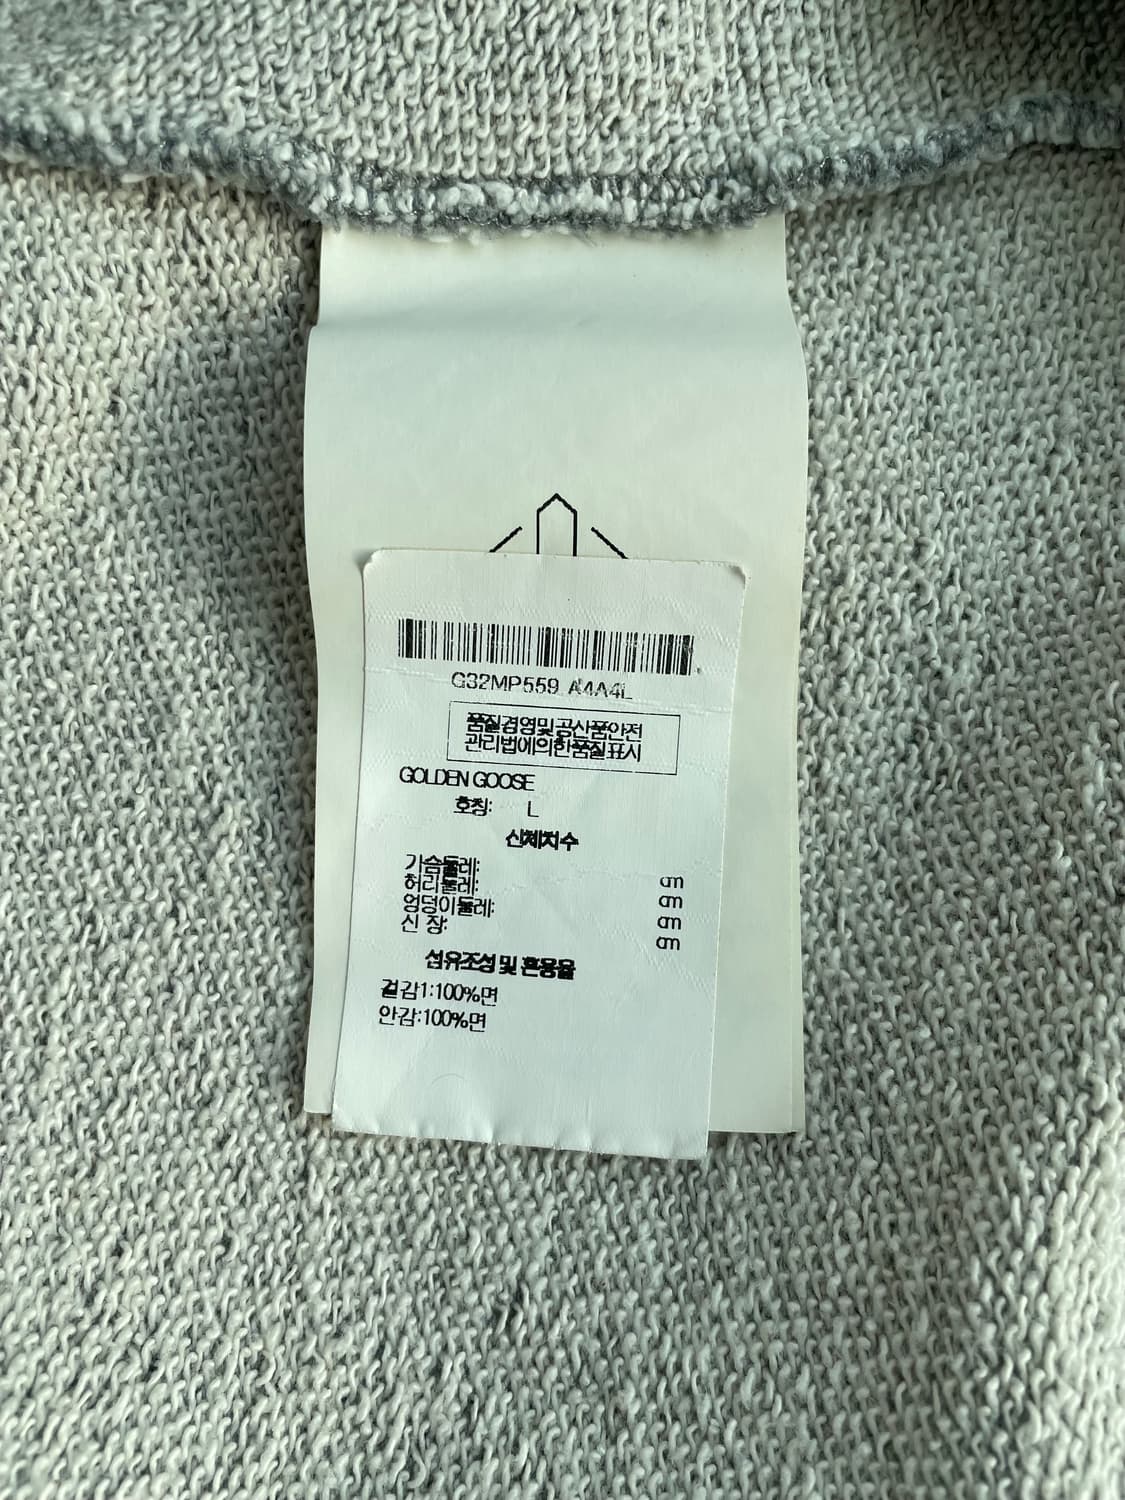 G32MP559 A4A4L
품질경영및공산품안전
관리법에의한품질표시
GOLDEN GOOSE
호칭: L
신체치수
가슴둘레: cm
허리둘레: cm
엉덩이둘레: cm
신 장: cm
섬유조성 및 혼용율
겉감1:100%면
안감:100%면